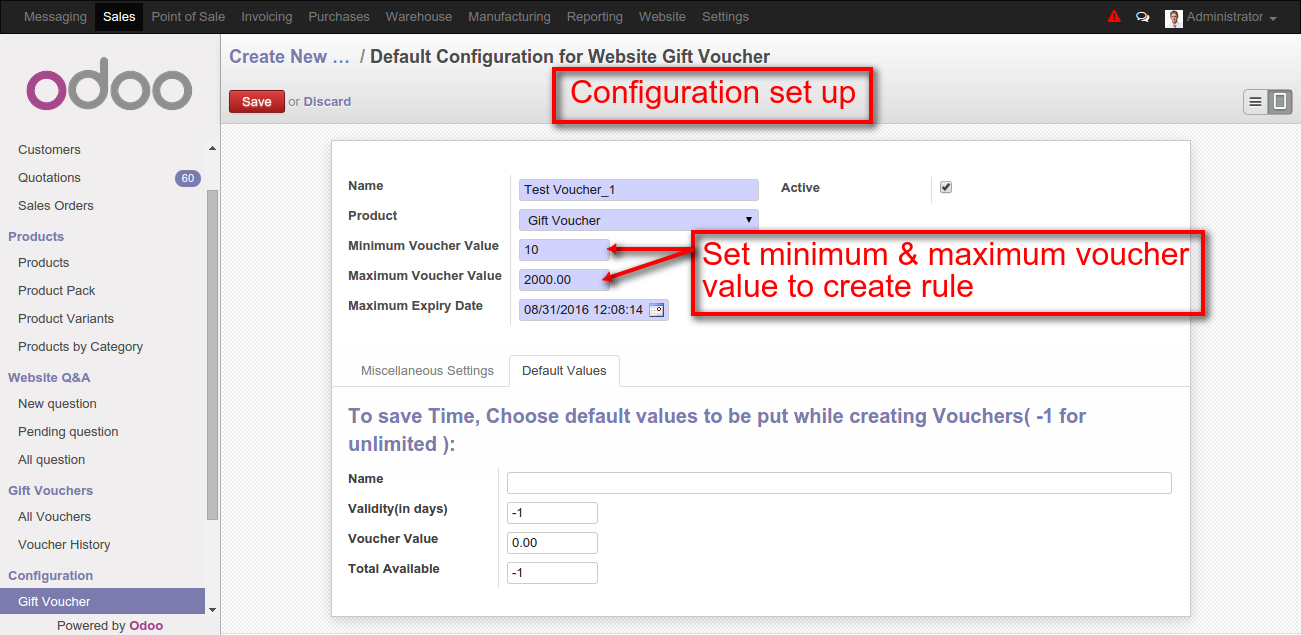 Messaging Sales Point of Sale Invoicing Purchases Warehouse Manufacturing Reporting Website Settings Administrator
odoo
Customers
Quotations 60
Sales Orders
Products
Products
Product Pack
Product Variants
Products by Category
Website Q&A
New question
Pending question
All question
Gift Vouchers
All Vouchers
Voucher History
Configuration
Gift Voucher
Powered by Odoo
Create New ... / Default Configuration for Website Gift Voucher
Save or Discard
Configuration set up
Name Test Voucher_1 Active
Product Gift Voucher
Minimum Voucher Value 10
Maximum Voucher Value 2000.00
Maximum Expiry Date 08/31/2016 12:08:14
Set minimum & maximum voucher
value to create rule
Miscellaneous Settings Default Values
To save Time, Choose default values to be put while creating Vouchers( -1 for
unlimited ):
Name
Validity(in days) -1
Voucher Value 0.00
Total Available -1